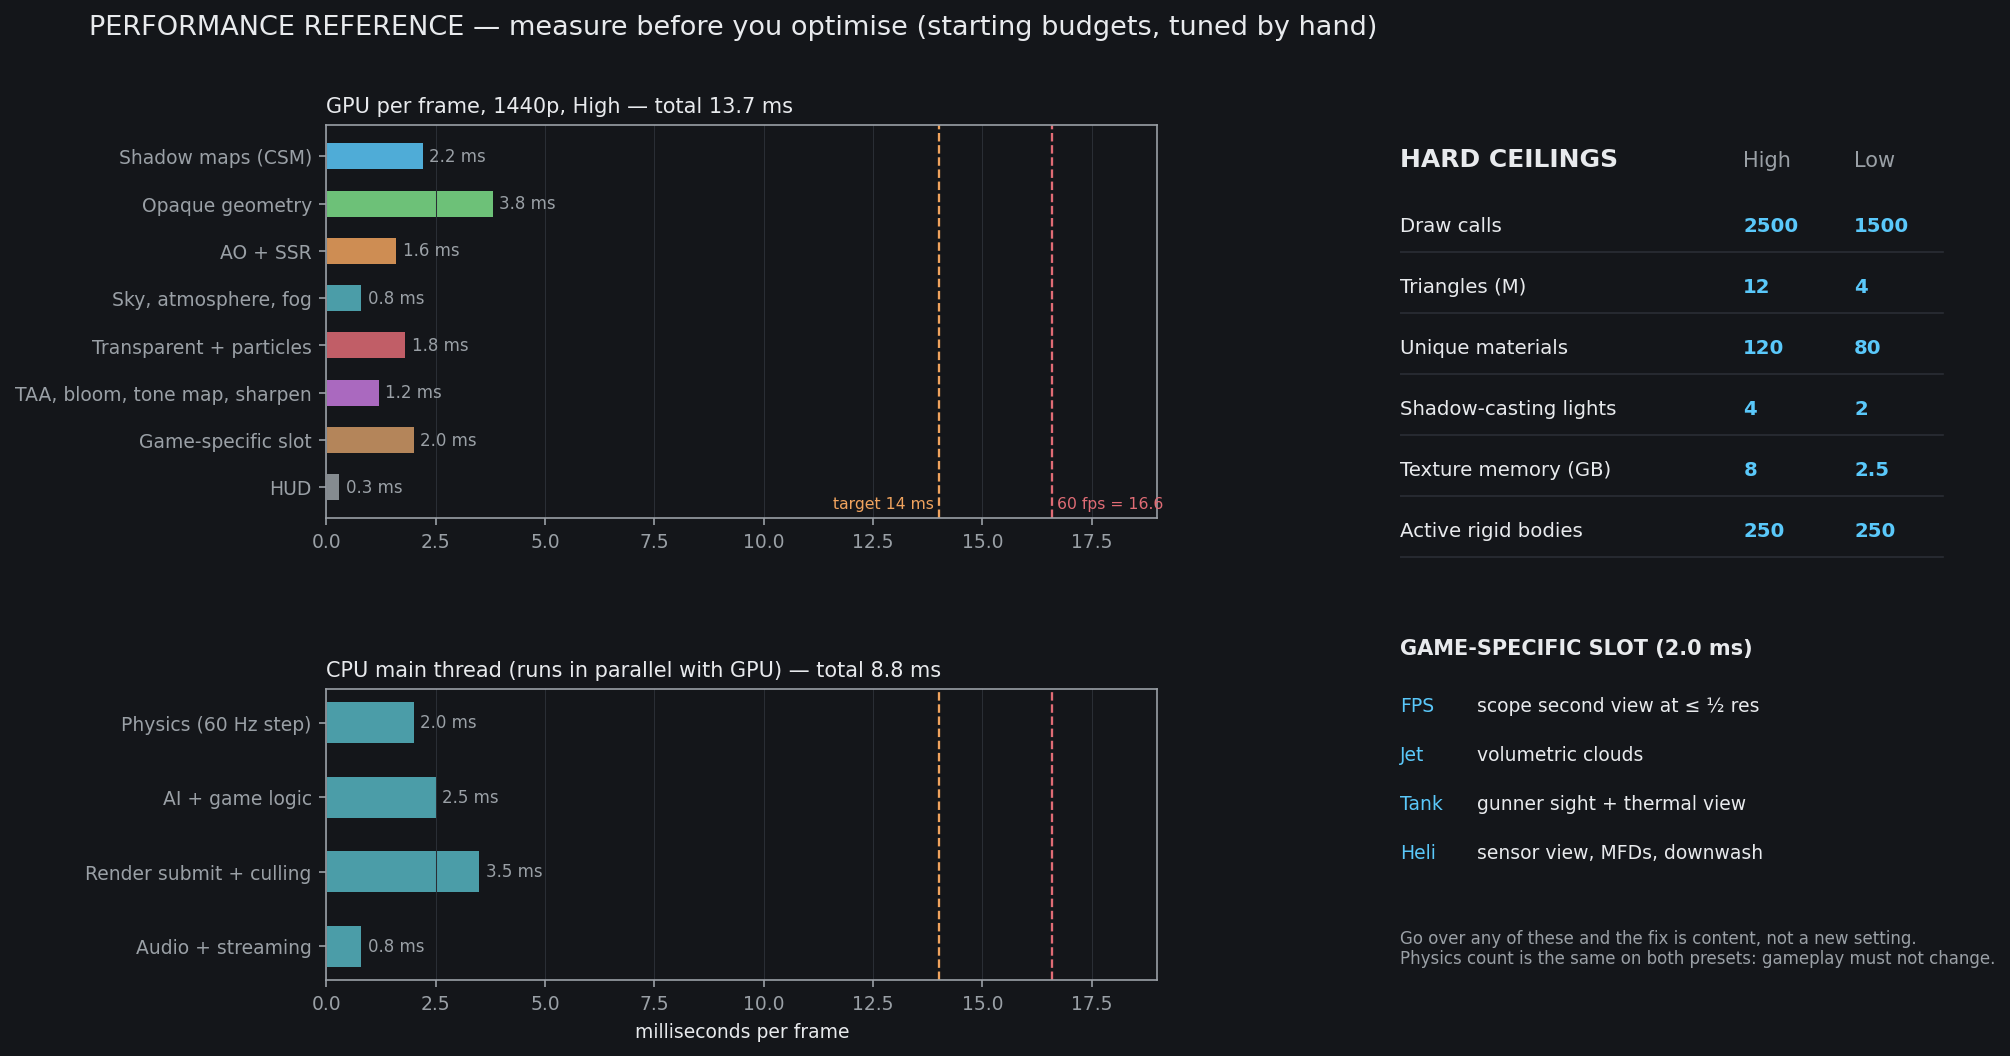 PERFORMANCE REFERENCE — measure before you optimise (starting budgets, tuned by hand)
GPU per frame, 1440p, High — total 13.7 ms
Shadow maps (CSM) 2.2 ms
Opaque geometry 3.8 ms
AO + SSR 1.6 ms
Sky, atmosphere, fog 0.8 ms
Transparent + particles 1.8 ms
TAA, bloom, tone map, sharpen 1.2 ms
Game-specific slot 2.0 ms
HUD 0.3 ms
target 14 ms 60 fps = 16.6
0.0 2.5 5.0 7.5 10.0 12.5 15.0 17.5
CPU main thread (runs in parallel with GPU) — total 8.8 ms
Physics (60 Hz step) 2.0 ms
AI + game logic 2.5 ms
Render submit + culling 3.5 ms
Audio + streaming 0.8 ms
0.0 2.5 5.0 7.5 10.0 12.5 15.0 17.5
milliseconds per frame
HARD CEILINGS High Low
Draw calls 2500 1500
Triangles (M) 12 4
Unique materials 120 80
Shadow-casting lights 4 2
Texture memory (GB) 8 2.5
Active rigid bodies 250 250
GAME-SPECIFIC SLOT (2.0 ms)
FPS scope second view at ≤ ½ res
Jet volumetric clouds
Tank gunner sight + thermal view
Heli sensor view, MFDs, downwash
Go over any of these and the fix is content, not a new setting.
Physics count is the same on both presets: gameplay must not change.